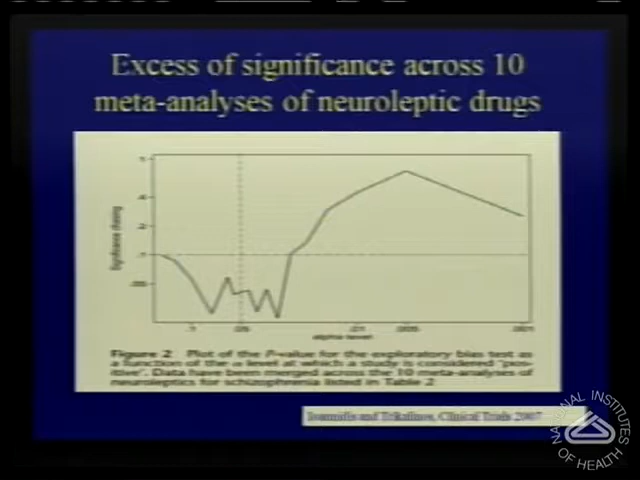 Excess of significance across 10
meta-analyses of neuroleptic drugs
Significance chasing
.1
.05
.01
.005
.001
alpha level
Figure 2 Plot of the P-value for the exploratory bias test as
a function of the α level at which a study is considered "pos-
itive". Data have been merged across the 10 meta-analyses of
neuroleptics for schizophrenia listed in Table 2
Ioannidis and Trikalinos, Clinical Trials 2007
NATIONAL INSTITUTES
OF HEALTH